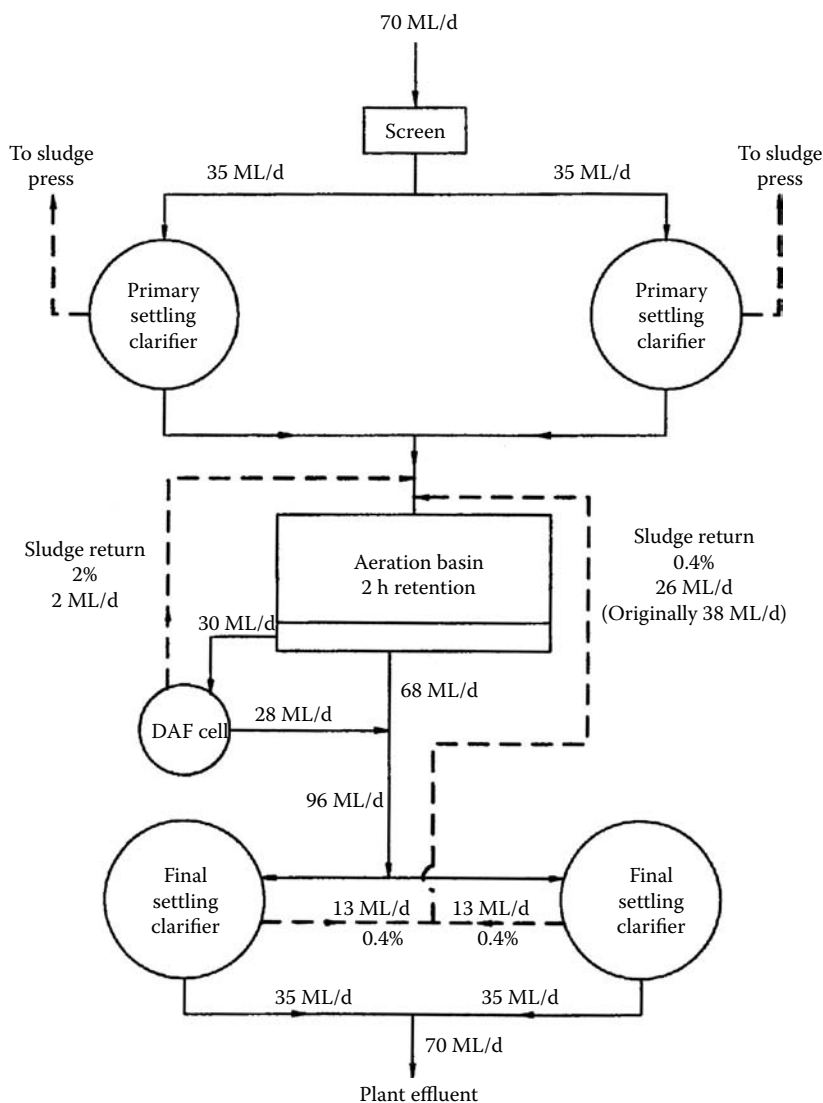 70 ML/d
Screen
To sludge
press
35 ML/d
35 ML/d
To sludge
press
Primary
settling
clarifier
Primary
settling
clarifier
Sludge return
2%
2 ML/d
Aeration basin
2 h retention
Sludge return
0.4%
26 ML/d
(Originally 38 ML/d)
30 ML/d
68 ML/d
DAF cell
28 ML/d
96 ML/d
Final
settling
clarifier
13 ML/d
0.4%
13 ML/d
0.4%
Final
settling
clarifier
35 ML/d
35 ML/d
70 ML/d
Plant effluent